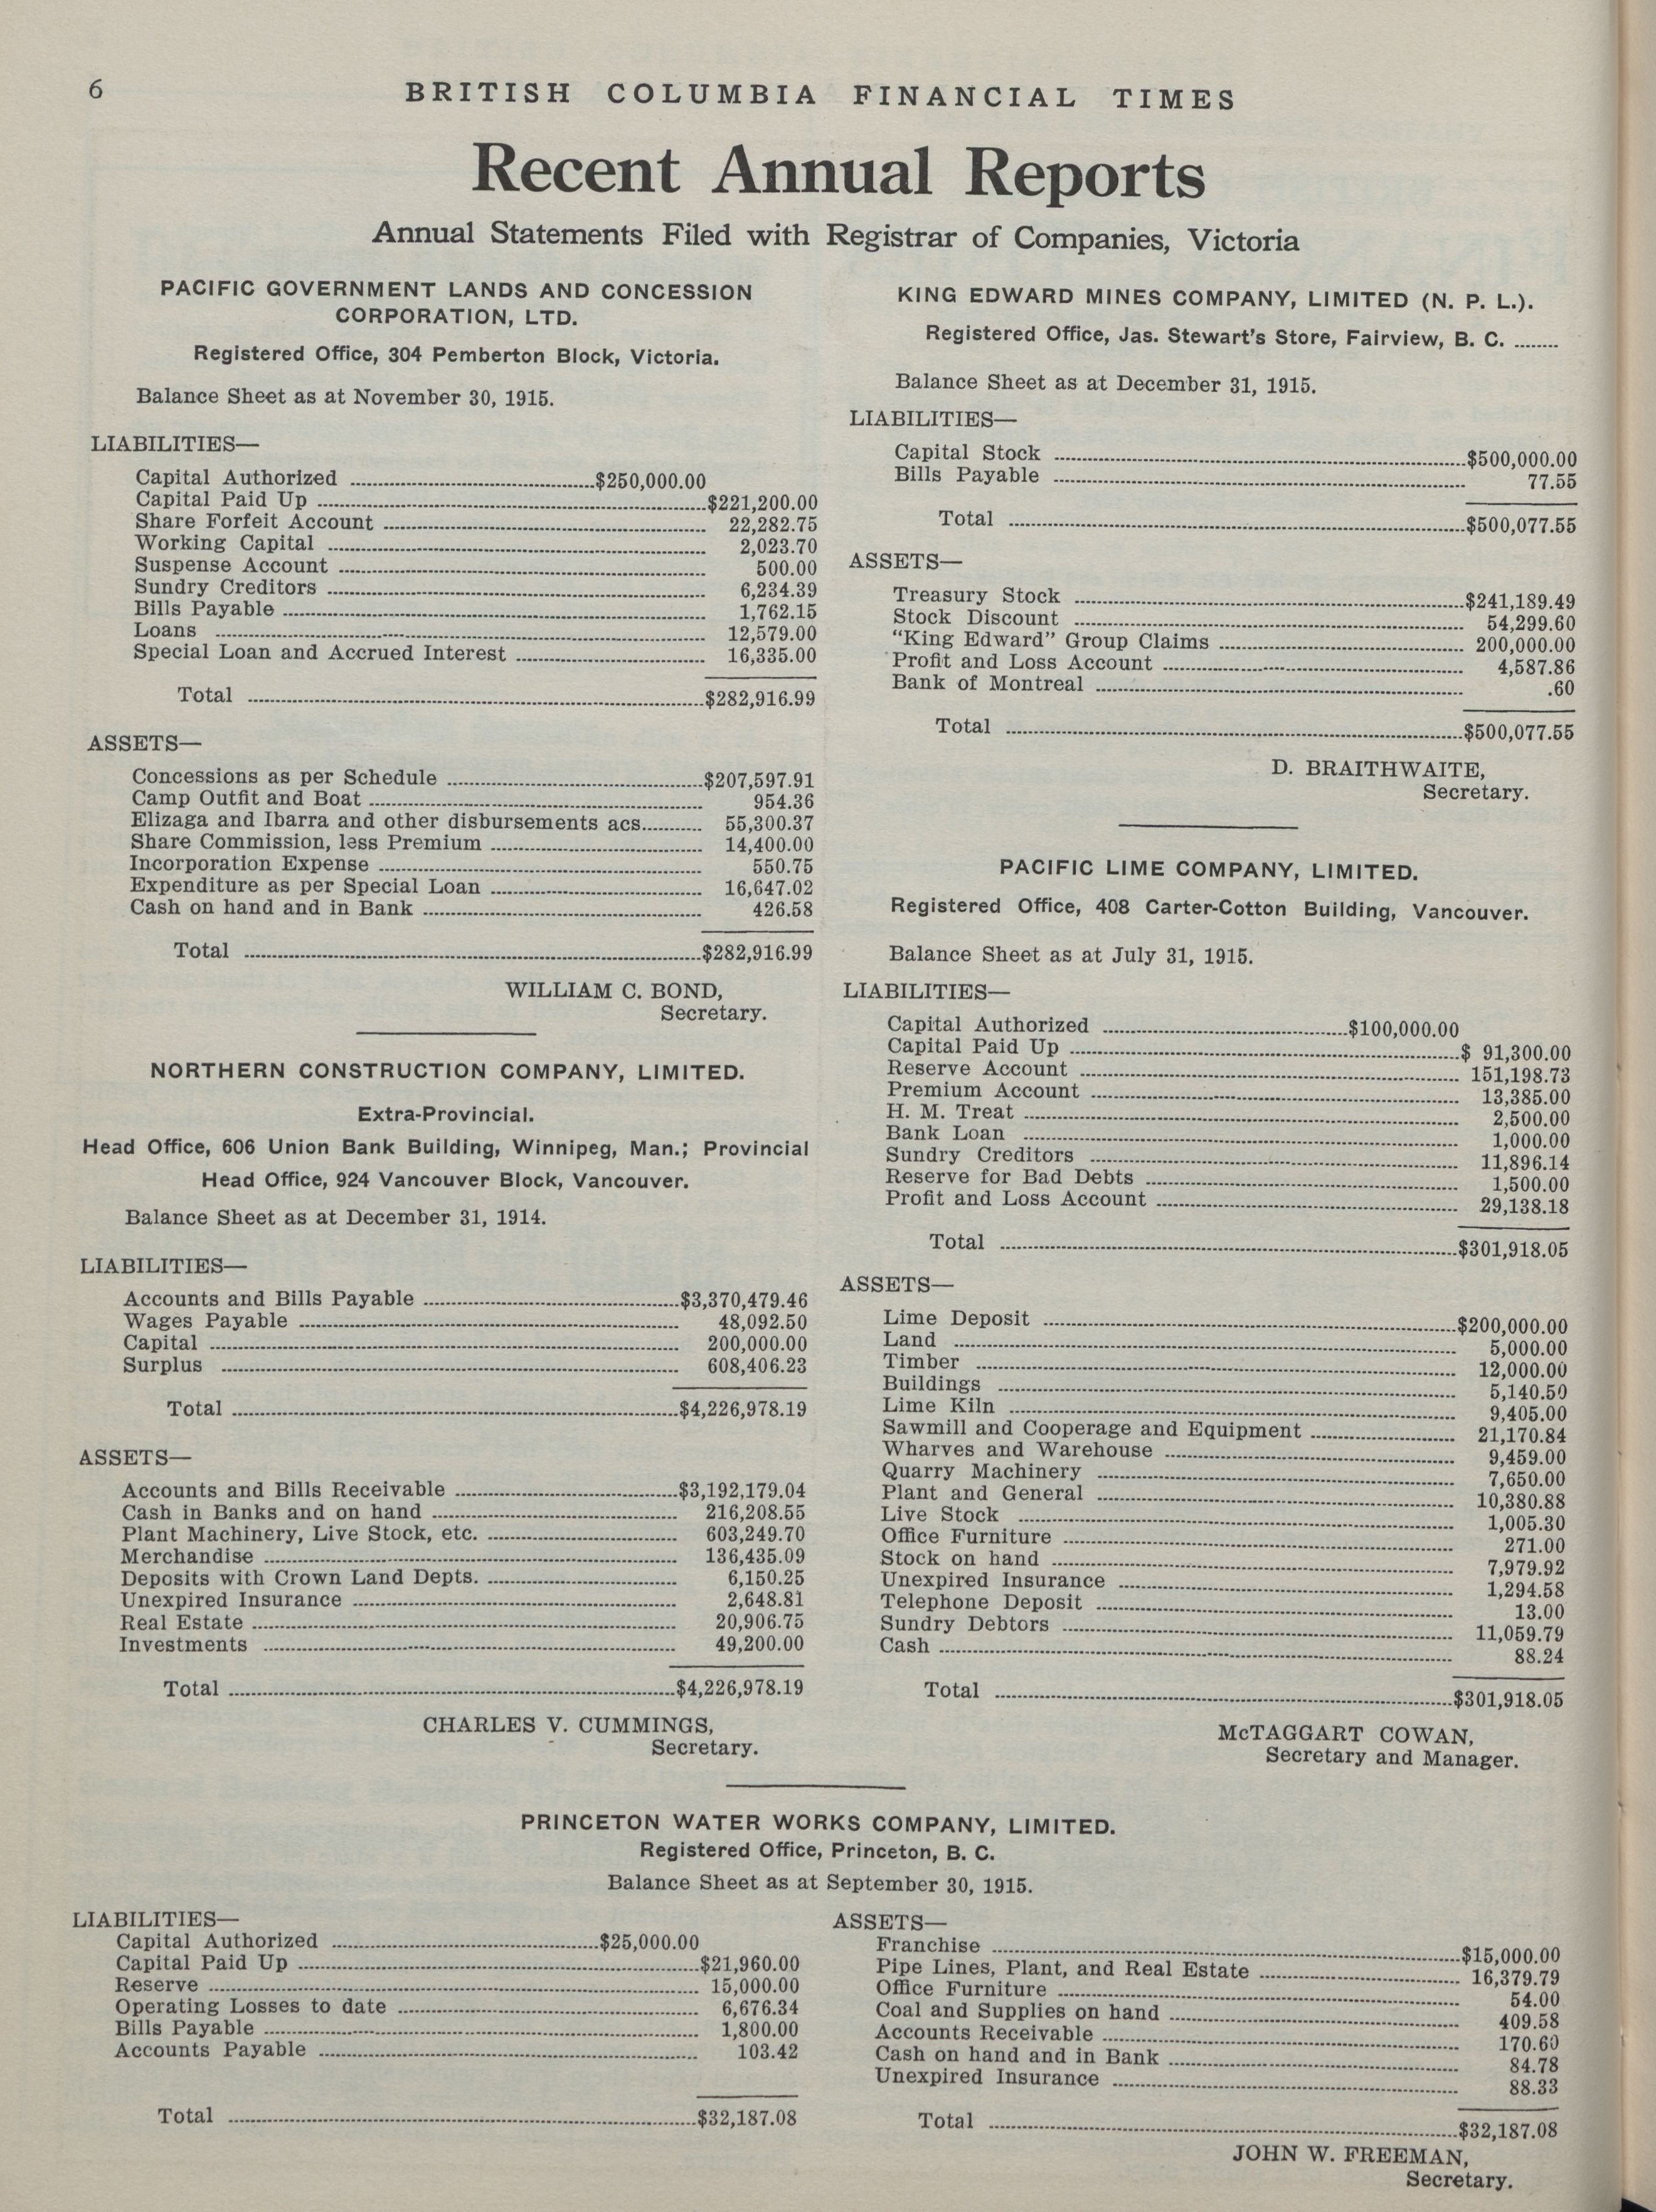 6
BRITISH COLUMBIA FINANCIAL TIMES
Recent Annual Reports
Annual Statements Filed with Registrar of Companies, Victoria
PACIFIC GOVERNMENT LANDS AND CONCESSION
CORPORATION, LTD.
Registered Office, 304 Pemberton Block, Victoria.
Balance Sheet as at November 30, 1915.
LIABILITIES—
Capital Authorized $250,000.00
Capital Paid Up $221,200.00
Share Forfeit Account 22,282.75
Working Capital 2,023.70
Suspense Account 500.00
Sundry Creditors 6,234.39
Bills Payable 1,762.15
Loans 12,579.00
Special Loan and Accrued Interest 16,335.00
Total $282,916.99
ASSETS—
Concessions as per Schedule $207,597.91
Camp Outfit and Boat 954.36
Elizaga and Ibarra and other disbursements acs. 55,300.37
Share Commission, less Premium 14,400.00
Incorporation Expense 550.75
Expenditure as per Special Loan 16,647.02
Cash on hand and in Bank 426.58
Total $282,916.99
WILLIAM C. BOND,
Secretary.
NORTHERN CONSTRUCTION COMPANY, LIMITED.
Extra-Provincial.
Head Office, 606 Union Bank Building, Winnipeg, Man.; Provincial
Head Office, 924 Vancouver Block, Vancouver.
Balance Sheet as at December 31, 1914.
LIABILITIES—
Accounts and Bills Payable $3,370,479.46
Wages Payable 48,092.50
Capital 200,000.00
Surplus 608,406.23
Total $4,226,978.19
ASSETS—
Accounts and Bills Receivable $3,192,179.04
Cash in Banks and on hand 216,208.55
Plant Machinery, Live Stock, etc. 603,249.70
Merchandise 136,435.09
Deposits with Crown Land Depts. 6,150.25
Unexpired Insurance 2,648.81
Real Estate 20,906.75
Investments 49,200.00
Total $4,226,978.19
CHARLES V. CUMMINGS,
Secretary.
KING EDWARD MINES COMPANY, LIMITED (N. P. L.).
Registered Office, Jas. Stewart's Store, Fairview, B. C. ........
Balance Sheet as at December 31, 1915.
LIABILITIES—
Capital Stock $500,000.00
Bills Payable 77.55
Total $500,077.55
ASSETS—
Treasury Stock $241,189.49
Stock Discount 54,299.60
"King Edward" Group Claims 200,000.00
Profit and Loss Account 4,587.86
Bank of Montreal .60
Total $500,077.55
D. BRAITHWAITE,
Secretary.
PACIFIC LIME COMPANY, LIMITED.
Registered Office, 408 Carter-Cotton Building, Vancouver.
Balance Sheet as at July 31, 1915.
LIABILITIES—
Capital Authorized $100,000.00
Capital Paid Up $ 91,300.00
Reserve Account 151,198.73
Premium Account 13,385.00
H. M. Treat 2,500.00
Bank Loan 1,000.00
Sundry Creditors 11,896.14
Reserve for Bad Debts 1,500.00
Profit and Loss Account 29,138.18
Total $301,918.05
ASSETS—
Lime Deposit $200,000.00
Land 5,000.00
Timber 12,000.00
Buildings 5,140.50
Lime Kiln 9,405.00
Sawmill and Cooperage and Equipment 21,170.84
Wharves and Warehouse 9,459.00
Quarry Machinery 7,650.00
Plant and General 10,380.88
Live Stock 1,005.30
Office Furniture 271.00
Stock on hand 7,979.92
Unexpired Insurance 1,294.58
Telephone Deposit 13.00
Sundry Debtors 11,059.79
Cash 88.24
Total $301,918.05
McTAGGART COWAN,
Secretary and Manager.
PRINCETON WATER WORKS COMPANY, LIMITED.
Registered Office, Princeton, B. C.
Balance Sheet as at September 30, 1915.
LIABILITIES—
Capital Authorized $25,000.00
Capital Paid Up $21,960.00
Reserve 15,000.00
Operating Losses to date 6,676.34
Bills Payable 1,800.00
Accounts Payable 103.42
Total $32,187.08
ASSETS—
Franchise $15,000.00
Pipe Lines, Plant, and Real Estate 16,379.79
Office Furniture 54.00
Coal and Supplies on hand 409.58
Accounts Receivable 170.60
Cash on hand and in Bank 84.78
Unexpired Insurance 88.33
Total $32,187.08
JOHN W. FREEMAN,
Secretary.